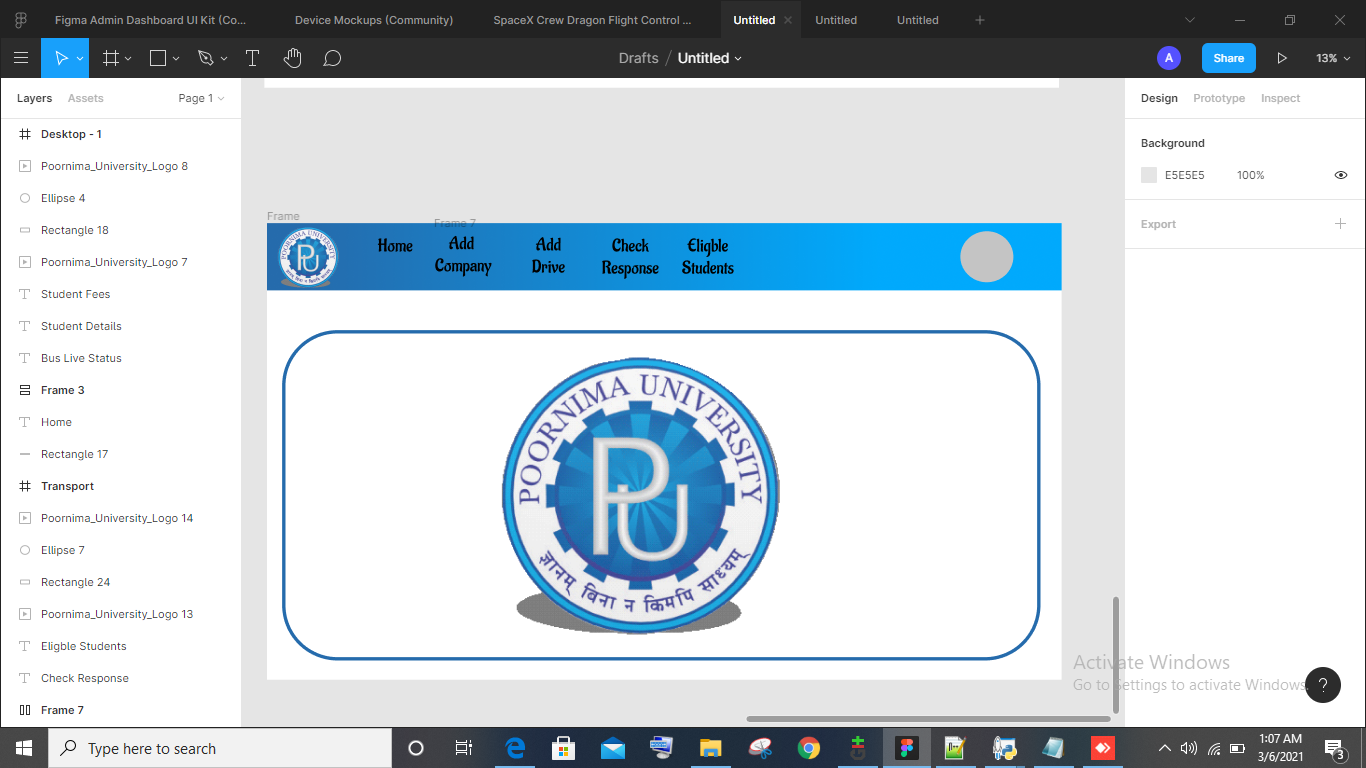 Figma Admin Dashboard UI Kit (Co...
Device Mockups (Community)
SpaceX Crew Dragon Flight Control ...
Untitled
Untitled
Untitled
Drafts / Untitled
A
Share
13%
Layers
Assets
Page 1
Desktop - 1
Poornima_University_Logo 8
Ellipse 4
Rectangle 18
Poornima_University_Logo 7
Student Fees
Student Details
Bus Live Status
Frame 3
Home
Rectangle 17
Transport
Poornima_University_Logo 14
Ellipse 7
Rectangle 24
Poornima_University_Logo 13
Eligble Students
Check Response
Frame 7
Frame
Frame 7
POORNIMA UNIVERSITY
PU
Home
Add
Company
Add
Drive
Check
Response
Eligble
Students
POORNIMA UNIVERSITY
PU
ज्ञानम् बिना न किमपि साध्यम्
Design
Prototype
Inspect
Background
E5E5E5
100%
Export
Activate Windows
Go to Settings to activate Windows.
?
Type here to search
1:07 AM
3/6/2021
3